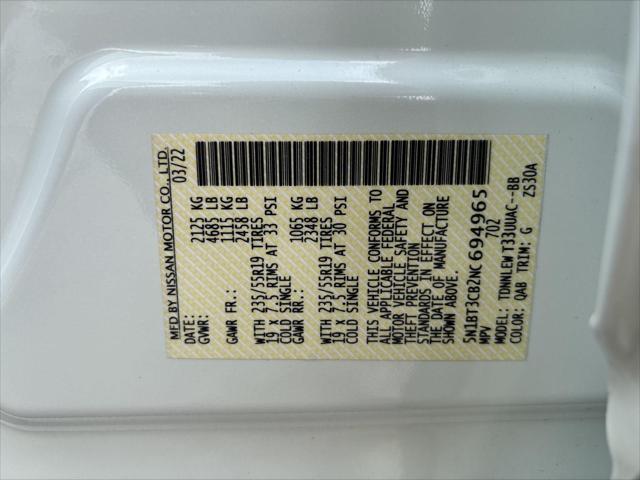 MFD BY NISSAN MOTOR CO., LTD.
DATE: 03/22
GVWR: 2125 KG
4685 LB
GAWR FR.: 1115 KG
2458 LB
WITH 235/55R19 TIRES
19 X 7.5 RIMS AT 33 PSI
COLD SINGLE
GAWR RR.: 1065 KG
2348 LB
WITH 235/55R19 TIRES
19 X 7.5 RIMS AT 30 PSI
COLD SINGLE
THIS VEHICLE CONFORMS TO
ALL APPLICABLE FEDERAL
MOTOR VEHICLE SAFETY AND
THEFT PREVENTION
STANDARDS IN EFFECT ON
THE DATE OF MANUFACTURE
SHOWN ABOVE.
5N1BT3CB2NC694965
MPV 702
MODEL: TDNNLEW T33UUAC--BB
COLOR: QAB TRIM: G ZS30A